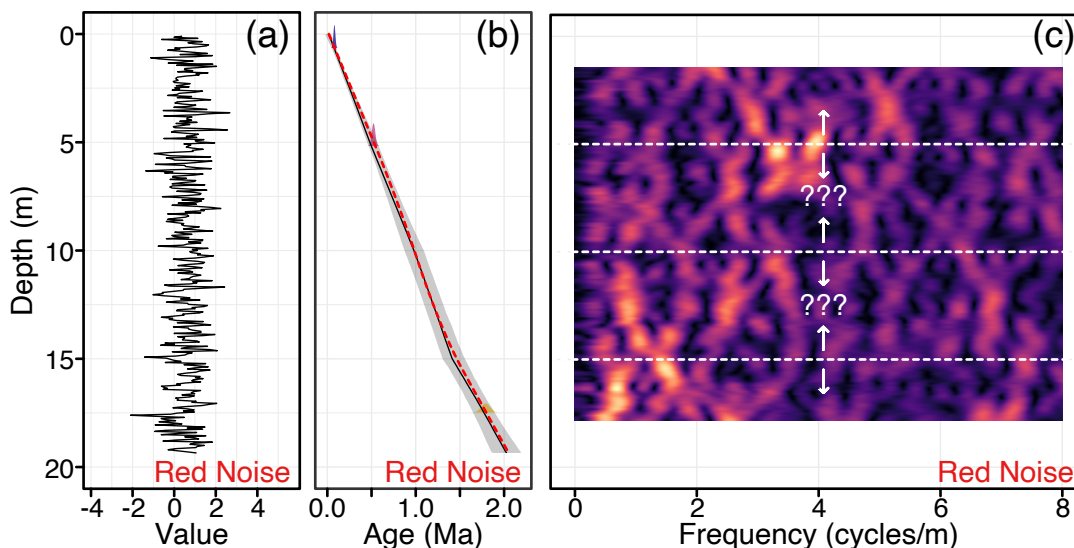 (a)
(b)
(c)
0
5
10
15
20
Depth (m)
-4 -2 0 2 4
Value
Red Noise
0.0 1.0 2.0
Age (Ma)
Red Noise
???
???
0 2 4 6 8
Frequency (cycles/m)
Red Noise